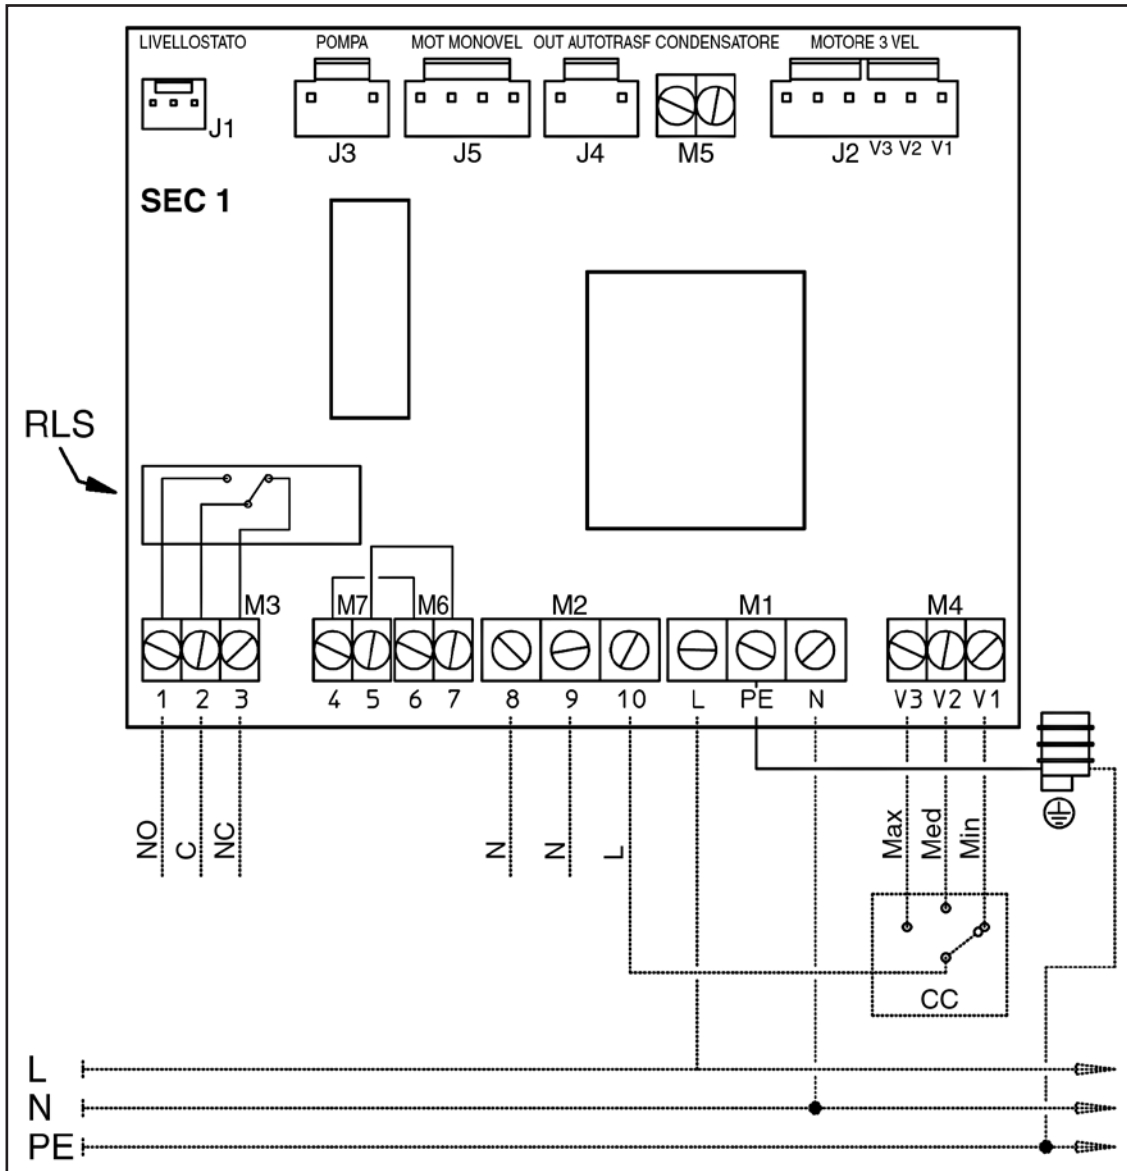 LIVELLOSTATO POMPA MOT MONOVEL OUT AUTOTRASF CONDENSATORE MOTORE 3 VEL
J1 J3 J5 J4 M5 J2 V3 V2 V1
SEC 1
RLS
M3 M7 M6 M2 M1 M4
1 2 3 4 5 6 7 8 9 10 L PE N V3 V2 V1
NO C NC N N L Max Med Min
CC
L
N
PE